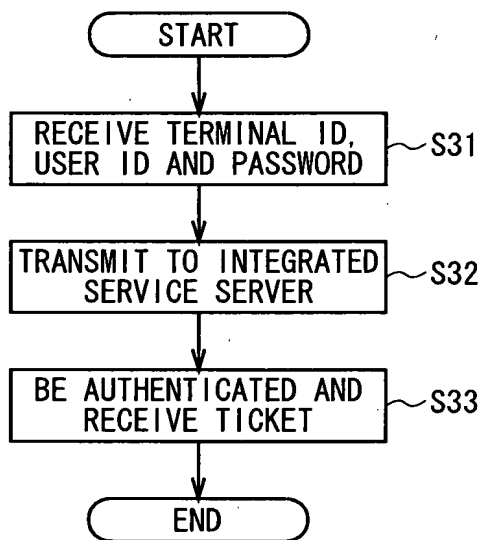 START
RECEIVE TERMINAL ID,
USER ID AND PASSWORD
S31
TRANSMIT TO INTEGRATED
SERVICE SERVER
S32
BE AUTHENTICATED AND
RECEIVE TICKET
S33
END